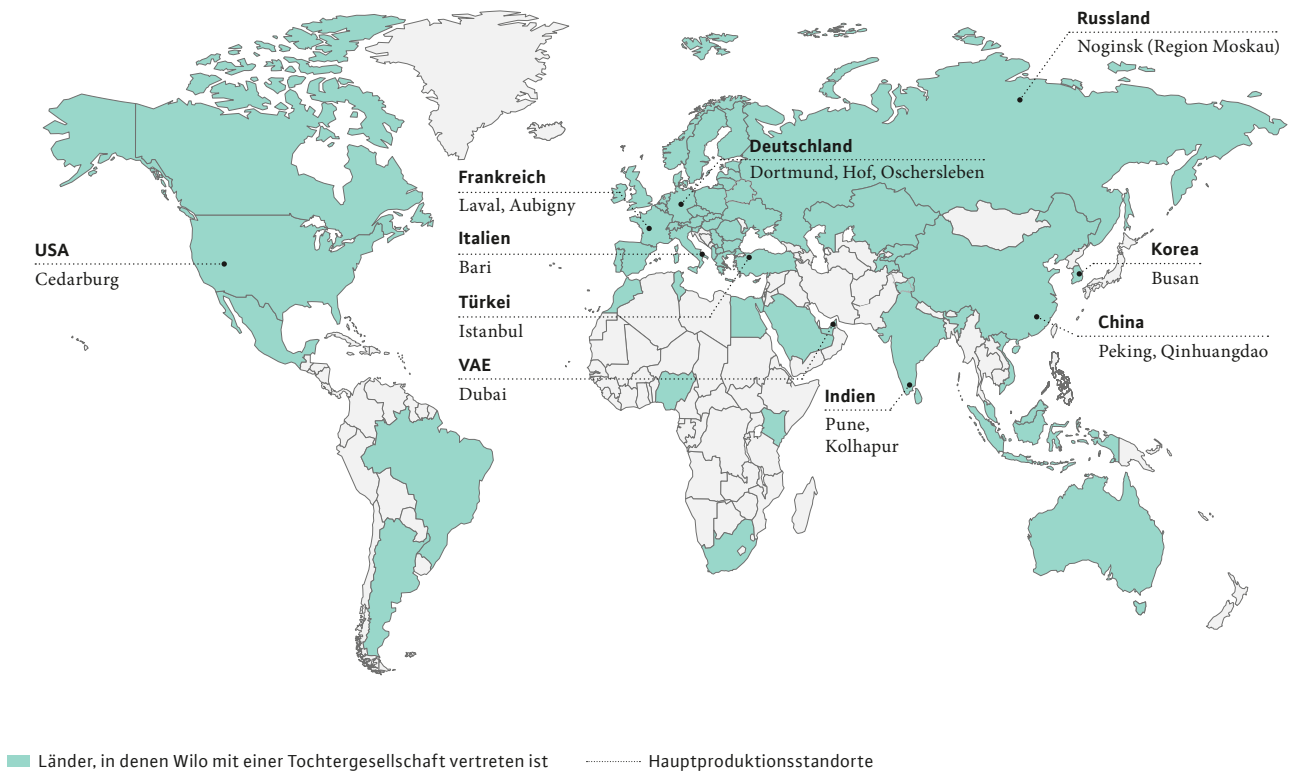 Russland
Noginsk (Region Moskau)
Deutschland
Dortmund, Hof, Oschersleben
Frankreich
Laval, Aubigny
Italien
Bari
USA
Cedarburg
Korea
Busan
Türkei
Istanbul
China
Peking, Qinhuangdao
VAE
Dubai
Indien
Pune,
Kolhapur
Länder, in denen Wilo mit einer Tochtergesellschaft vertreten ist
Hauptproduktionsstandorte